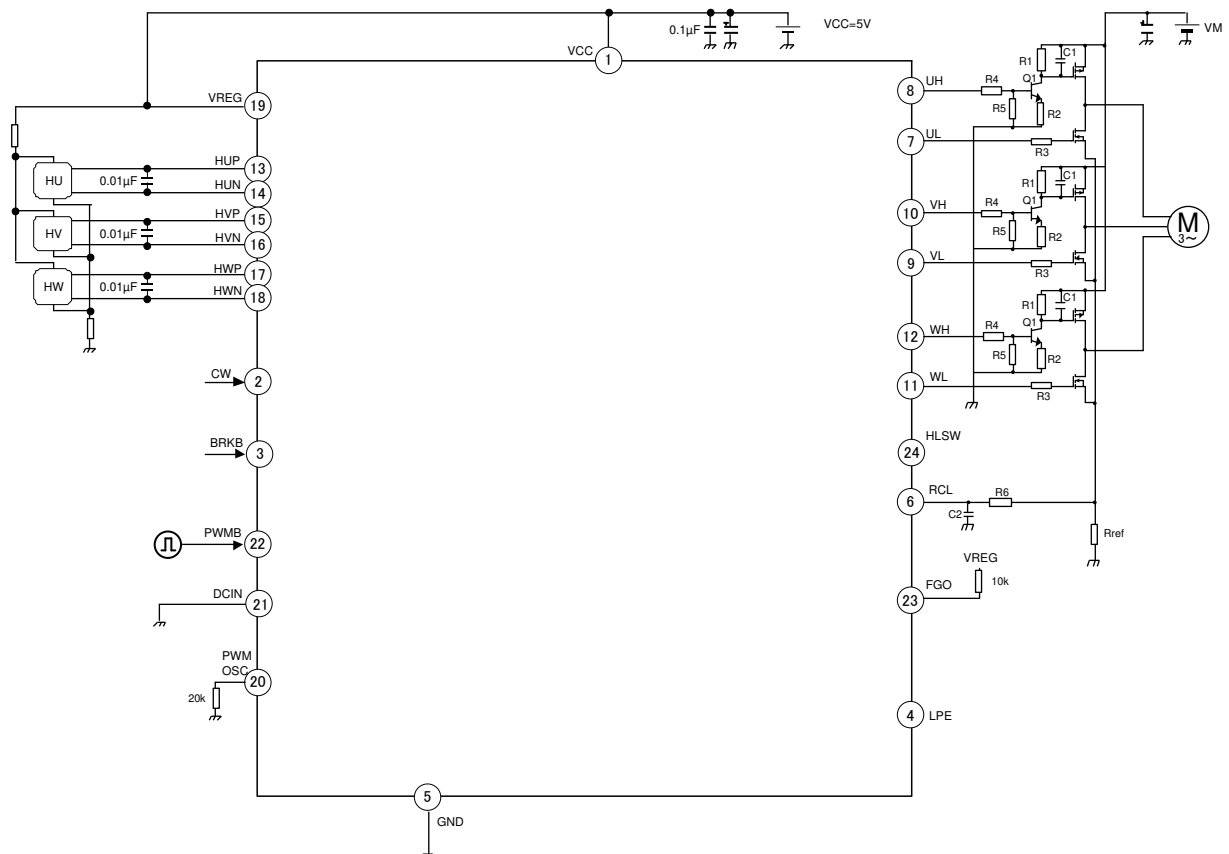 VCC
1
0.1µF
VCC=5V
VM
VREG
19
HU
0.01µF
HUP
13
HUN
14
HV
0.01µF
HVP
15
HVN
16
HW
0.01µF
HWP
17
HWN
18
CW
2
BRKB
3
PWMB
22
DCIN
21
PWM
OSC
20
20k
5
GND
8
UH
R4
R5
Q1
R1
C1
R2
7
UL
R3
10
VH
R4
R5
Q1
R1
C1
R2
9
VL
R3
12
WH
R4
R5
Q1
R1
C1
R2
11
WL
R3
M
3~
HLSW
24
6
RCL
C2
R6
Rref
VREG
10k
23
FGO
4
LPE